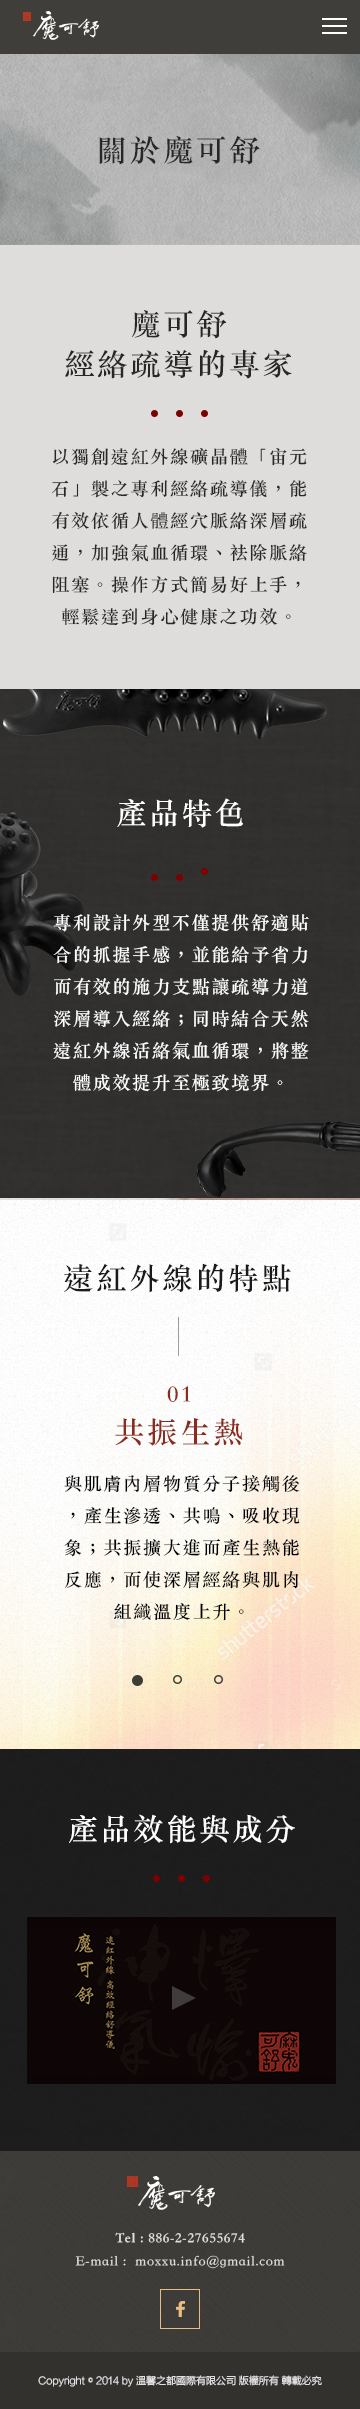 魔可舒
關於魔可舒
魔可舒
經絡疏導的專家
以獨創遠紅外線礦晶體「宙元
石」製之專利經絡疏導儀，能
有效依循人體經穴脈絡深層疏
通，加強氣血循環、袪除脈絡
阻塞。操作方式簡易好上手，
輕鬆達到身心健康之功效。
魔可舒
產品特色
專利設計外型不僅提供舒適貼
合的抓握手感，並能給予省力
而有效的施力支點讓疏導力道
深層導入經絡；同時結合天然
遠紅外線活絡氣血循環，將整
體成效提升至極致境界。
遠紅外線的特點
01
共振生熱
與肌膚內層物質分子接觸後
，產生滲透、共鳴、吸收現
象；共振擴大進而產生熱能
反應，而使深層經絡與肌肉
組織溫度上升。
shutterstock
產品效能與成分
魔可舒
遠紅外線 高效經絡舒導儀
魔可舒
Tel : 886-2-27655674
E-mail : moxxu.info@gmail.com
f
Copyright © 2014 by 溫馨之都國際有限公司 版權所有 轉載必究